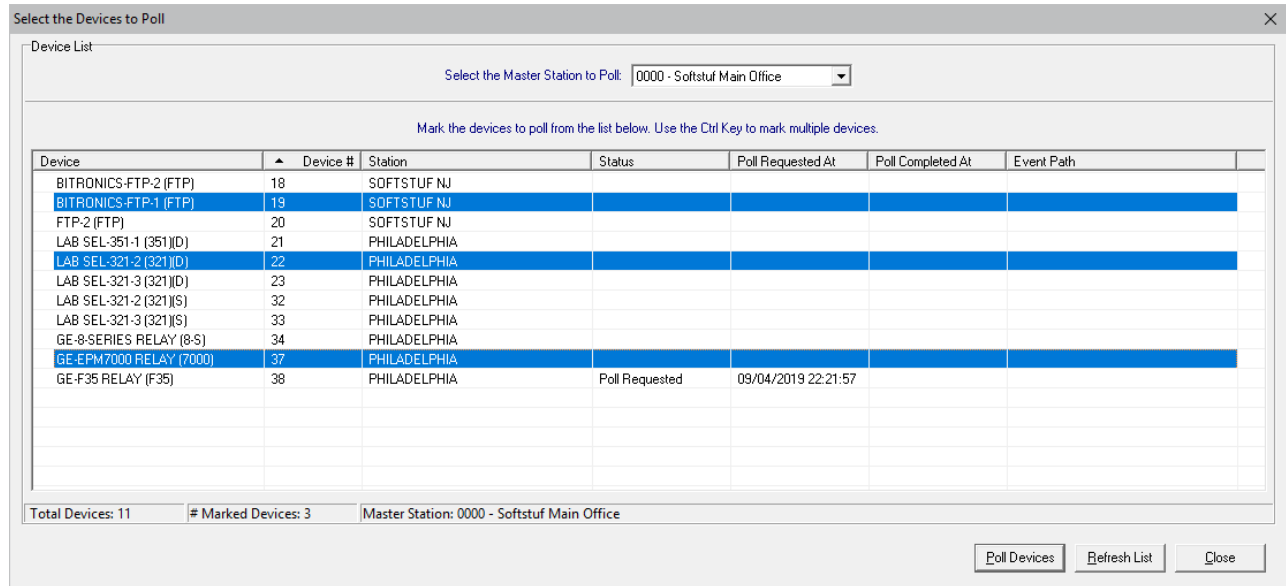 Select the Devices to Poll
Device List
Select the Master Station to Poll: 0000 - Softstuf Main Office
Mark the devices to poll from the list below. Use the Ctrl Key to mark multiple devices.
Device Device # Station Status Poll Requested At Poll Completed At Event Path
BITRONICS-FTP-2 (FTP) 18 SOFTSTUF NJ
BITRONICS-FTP-1 (FTP) 19 SOFTSTUF NJ
FTP-2 (FTP) 20 SOFTSTUF NJ
LAB SEL-351-1 (351)(D) 21 PHILADELPHIA
LAB SEL-321-2 (321)(D) 22 PHILADELPHIA
LAB SEL-321-3 (321)(D) 23 PHILADELPHIA
LAB SEL-321-2 (321)(S) 32 PHILADELPHIA
LAB SEL-321-3 (321)(S) 33 PHILADELPHIA
GE-8-SERIES RELAY (8-S) 34 PHILADELPHIA
GE-EPM7000 RELAY (7000) 37 PHILADELPHIA
GE-F35 RELAY (F35) 38 PHILADELPHIA Poll Requested 09/04/2019 22:21:57
Total Devices: 11 # Marked Devices: 3 Master Station: 0000 - Softstuf Main Office
Poll Devices Refresh List Close